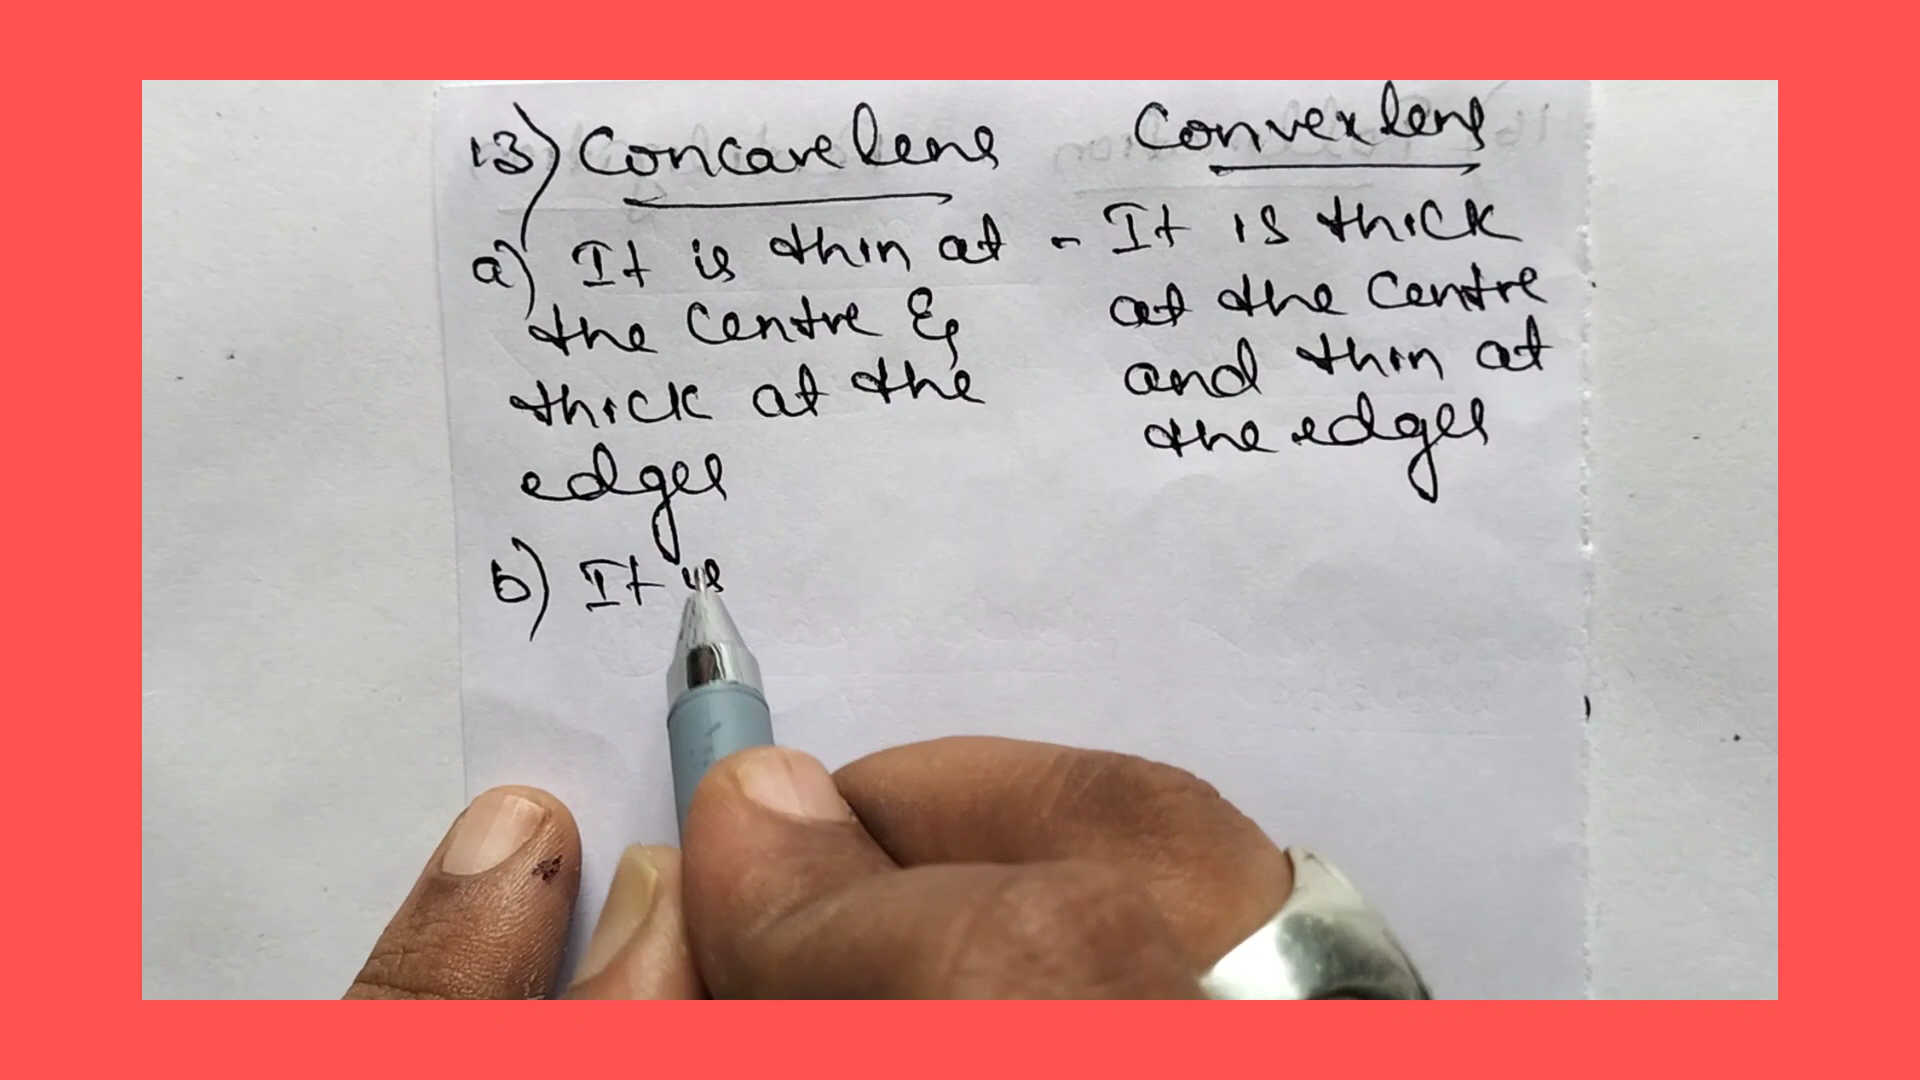 13) Concave lens
Convex lens
a) It is thin at
the centre &
thick at the
edges
- It is thick
at the centre
and thin at
the edges
b) It is